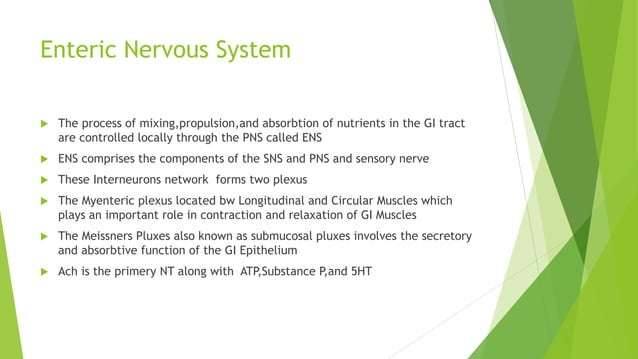 Enteric Nervous System
The process of mixing,propulsion,and absorbtion of nutrients in the GI tract
are controlled locally through the PNS called ENS
ENS comprises the components of the SNS and PNS and sensory nerve
These Interneurons network forms two plexus
The Myenteric plexus located bw Longitudinal and Circular Muscles which
plays an important role in contraction and relaxation of GI Muscles
The Meissners Pluxes also known as submucosal pluxes involves the secretory
and absorbtive function of the GI Epithelium
Ach is the primery NT along with ATP,Substance P,and 5HT